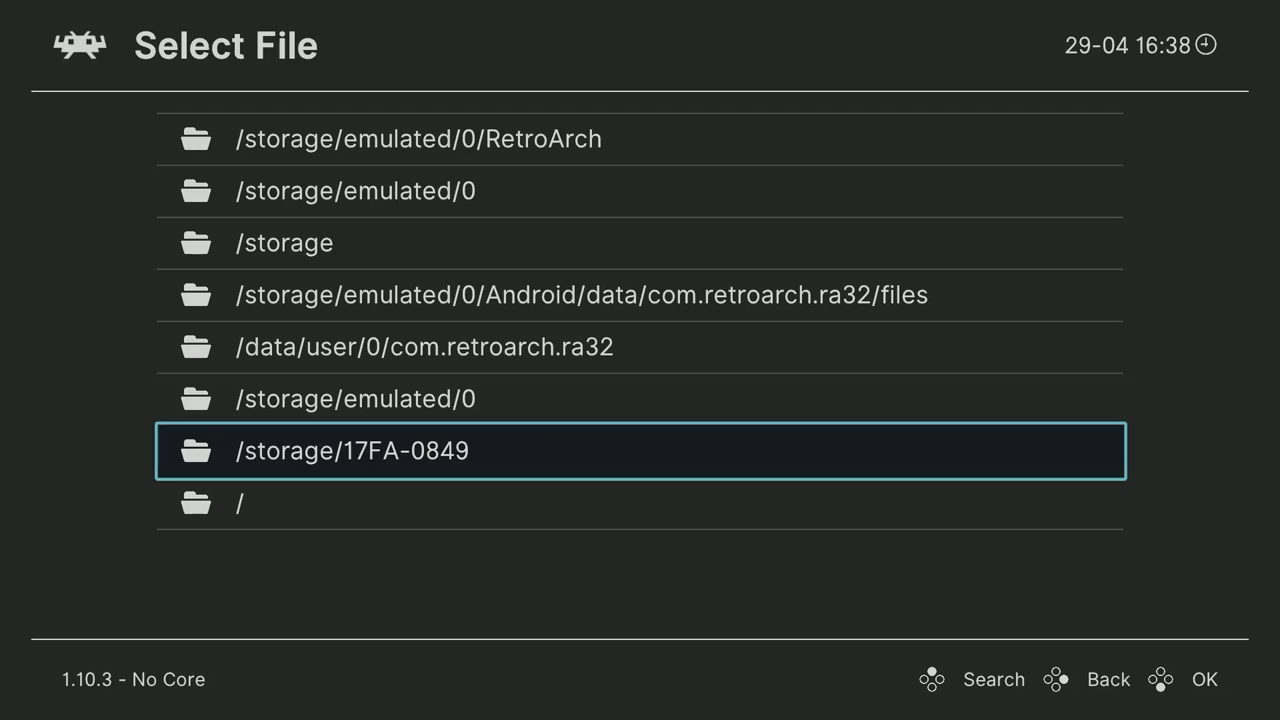 Select File
29-04 16:38
/storage/emulated/0/RetroArch
/storage/emulated/0
/storage
/storage/emulated/0/Android/data/com.retroarch.ra32/files
/data/user/0/com.retroarch.ra32
/storage/emulated/0
/storage/17FA-0849
/
1.10.3 - No Core
Search
Back
OK